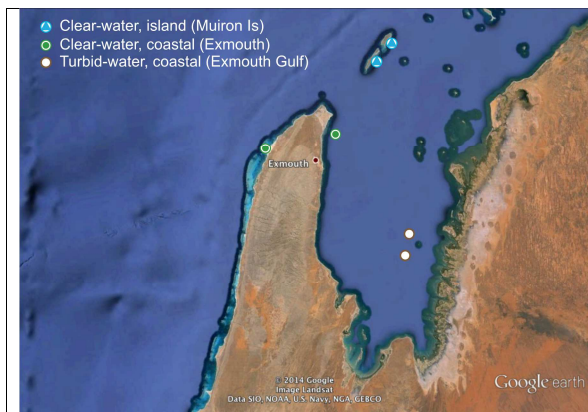 Clear-water, island (Muiron Is)
Clear-water, coastal (Exmouth)
Turbid-water, coastal (Exmouth Gulf)
Exmouth
© 2014 Google
Image Landsat
Data SIO, NOAA, U.S. Navy, NGA, GEBCO
Google earth